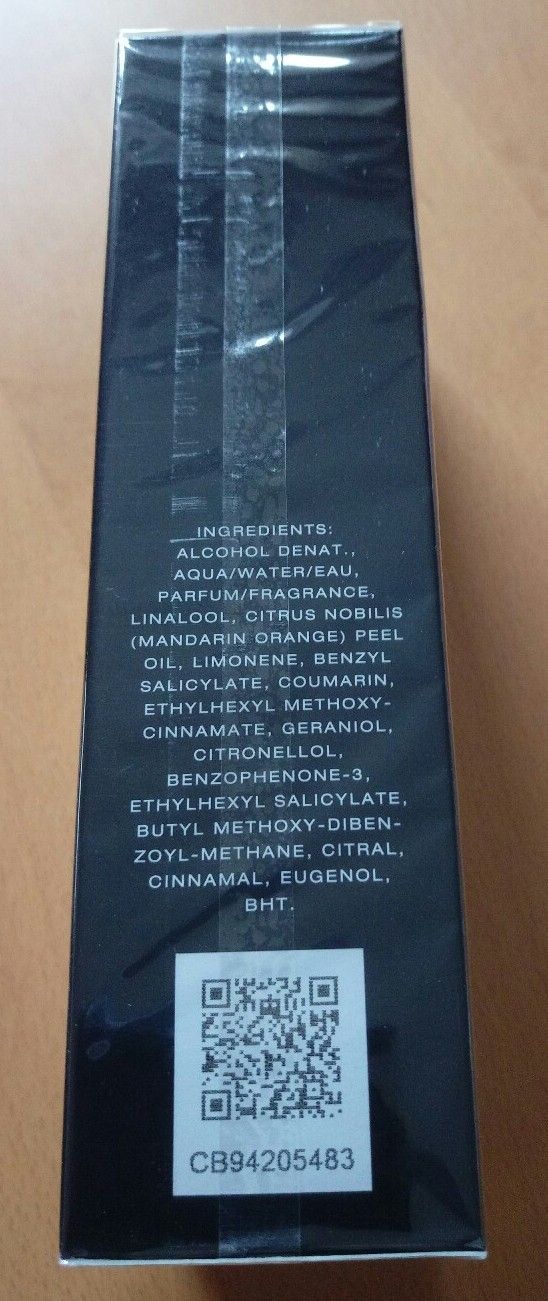 INGREDIENTS:
ALCOHOL DENAT.,
AQUA/WATER/EAU,
PARFUM/FRAGRANCE,
LINALOOL, CITRUS NOBILIS
(MANDARIN ORANGE) PEEL
OIL, LIMONENE, BENZYL
SALICYLATE, COUMARIN,
ETHYLHEXYL METHOXY-
CINNAMATE, GERANIOL,
CITRONELLOL,
BENZOPHENONE-3,
ETHYLHEXYL SALICYLATE,
BUTYL METHOXY-DIBEN-
ZOYL-METHANE, CITRAL,
CINNAMAL, EUGENOL,
BHT.
CB94205483